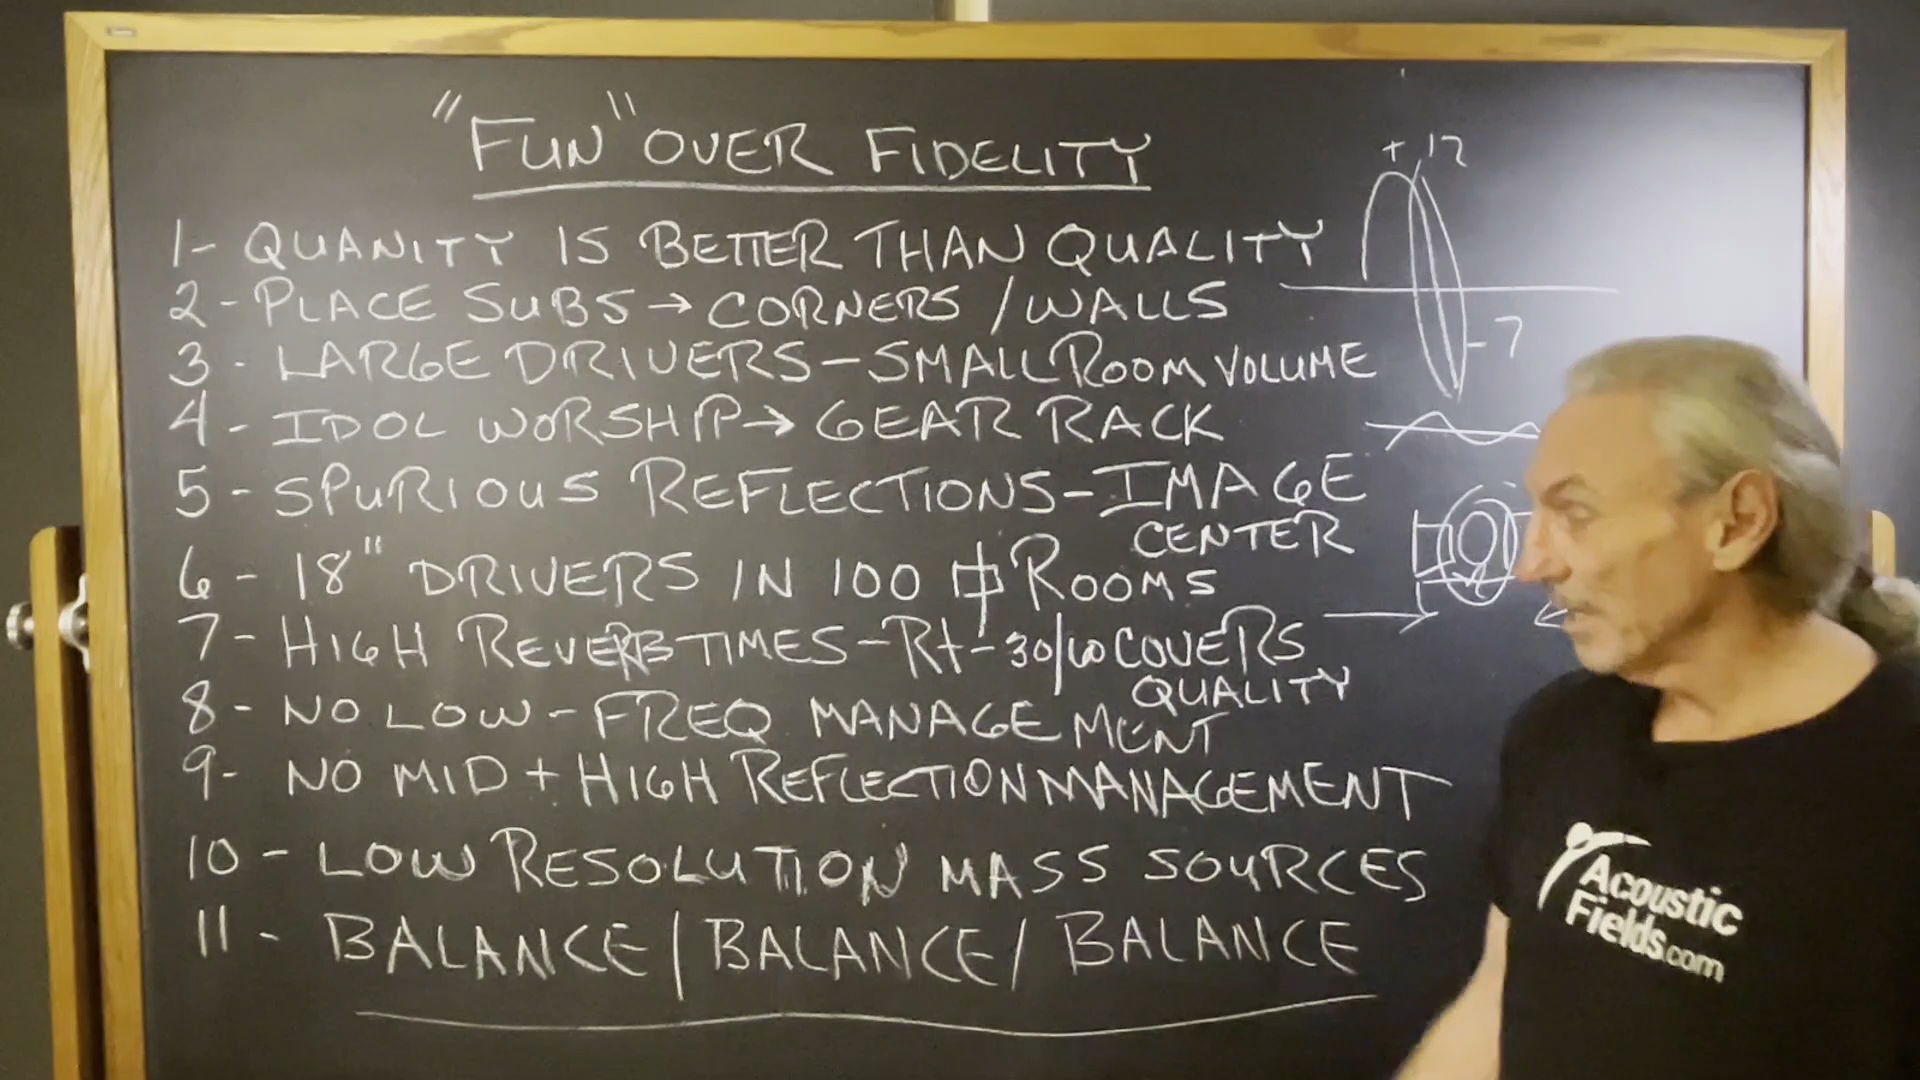 "FUN" OVER FIDELITY
+12
1- QUANITY IS BETTER THAN QUALITY
2- PLACE SUBS → CORNERS / WALLS
-7
3- LARGE DRIVERS - SMALL ROOM VOLUME
4- IDOL WORSHIP → GEAR RACK
5- SPURIOUS REFLECTIONS - IMAGE
CENTER
6- 18" DRIVERS IN 100 ROOMS
7- HIGH REVERB TIMES - Rt - 30/60 COVERS
QUALITY
8- NO LOW - FREQ MANAGEMENT
9- NO MID + HIGH REFLECTION MANAGEMENT
10- LOW RESOLUTION MASS SOURCES
11- BALANCE / BALANCE / BALANCE
Acoustic
Fields.com